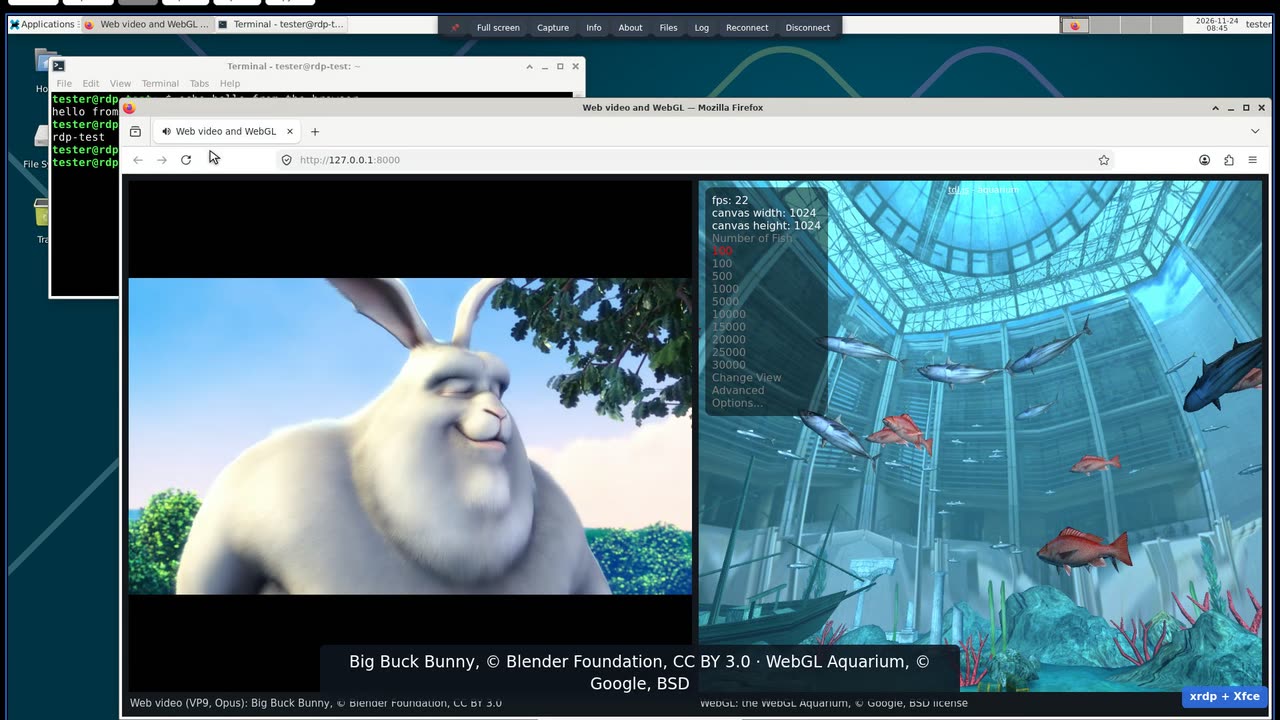 Applications
Web video and WebGL ...
Terminal - tester@rdp-t...
Full screen
Capture
Info
About
Files
Log
Reconnect
Disconnect
2026-11-24
08:45
tester
Terminal - tester@rdp-test: ~
File Edit View Terminal Tabs Help
hello from
tester@rdp
rdp-test
tester@rdp
tester@rdp
Web video and WebGL — Mozilla Firefox
Web video and WebGL
http://127.0.0.1:8000
fps: 22
canvas width: 1024
canvas height: 1024
Number of Fish
100
500
1000
5000
10000
15000
20000
25000
30000
Change View
Advanced
Options...
aquarium
Big Buck Bunny, © Blender Foundation, CC BY 3.0 · WebGL Aquarium, ©
Google, BSD
Web video (VP9, Opus): Big Buck Bunny, © Blender Foundation, CC BY 3.0
WebGL: the WebGL Aquarium, © Google, BSD license
xrdp + Xfce